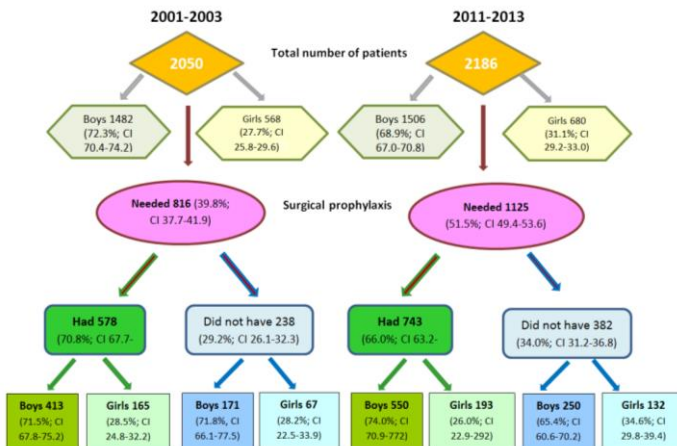 2001-2003
2011-2013
Total number of patients
2050
2186
Boys 1482
(72.3%; CI
70.4-74.2)
Girls 568
(27.7%; CI
25.8-29.6)
Boys 1506
(68.9%; CI
67.0-70.8)
Girls 680
(31.1%; CI
29.2-33.0)
Surgical prophylaxis
Needed 816 (39.8%;
CI 37.7-41.9)
Needed 1125
(51.5%; CI 49.4-53.6)
Had 578
(70.8%; CI 67.7-
Did not have 238
(29.2%; CI 26.1-32.3)
Had 743
(66.0%; CI 63.2-
Did not have 382
(34.0%; CI 31.2-36.8)
Boys 413
(71.5%; CI
67.8-75.2)
Girls 165
(28.5%; CI
24.8-32.2)
Boys 171
(71.8%; CI
66.1-77.5)
Girls 67
(28.2%; CI
22.5-33.9)
Boys 550
(74.0%; CI
70.9-772)
Girls 193
(26.0%; CI
22.9-292)
Boys 250
(65.4%; CI
60.6-70.2)
Girls 132
(34.6%; CI
29.8-39.4)